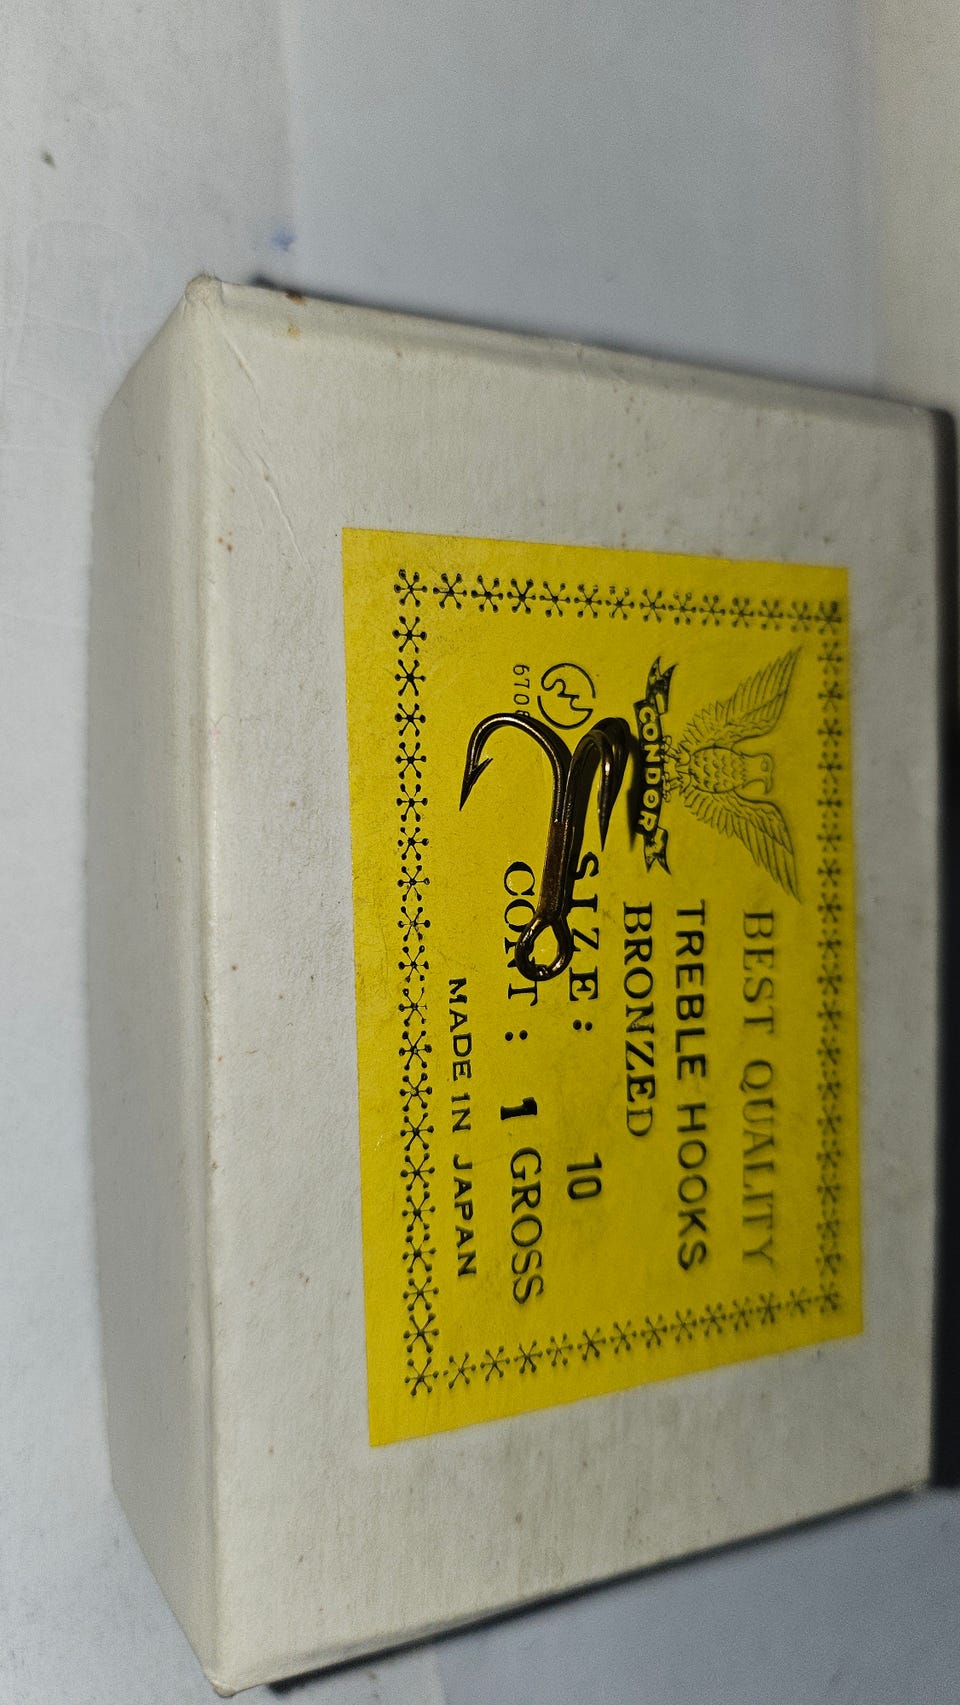 BEST QUALITY
CONDOR
TREBLE HOOKS
BRONZED
SIZE: 10
CONT: 1 GROSS
MADE IN JAPAN